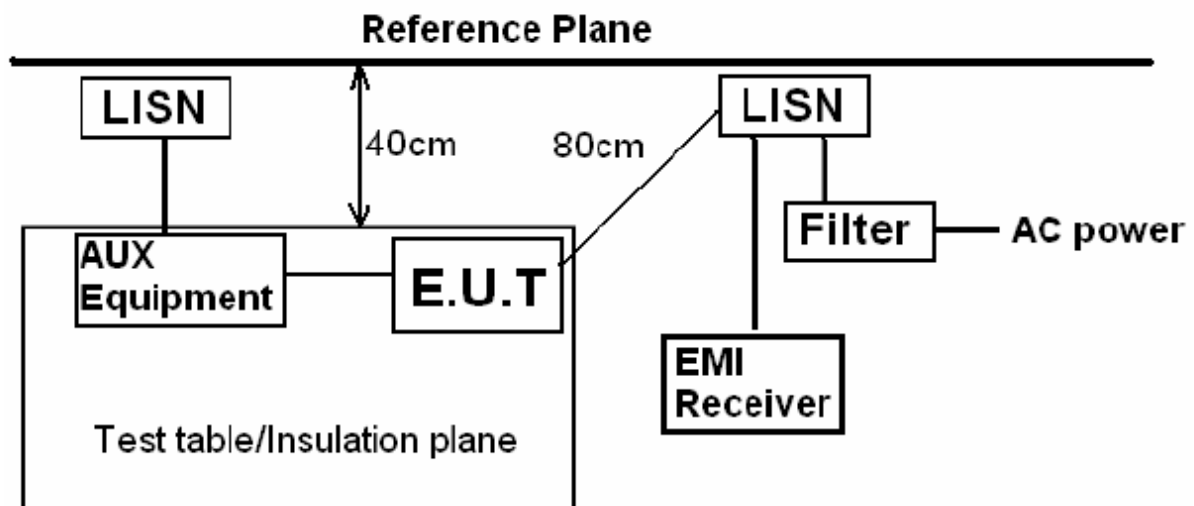 Reference Plane
LISN
LISN
40cm
80cm
Filter
AC power
AUX
Equipment
E.U.T
EMI
Receiver
Test table/Insulation plane